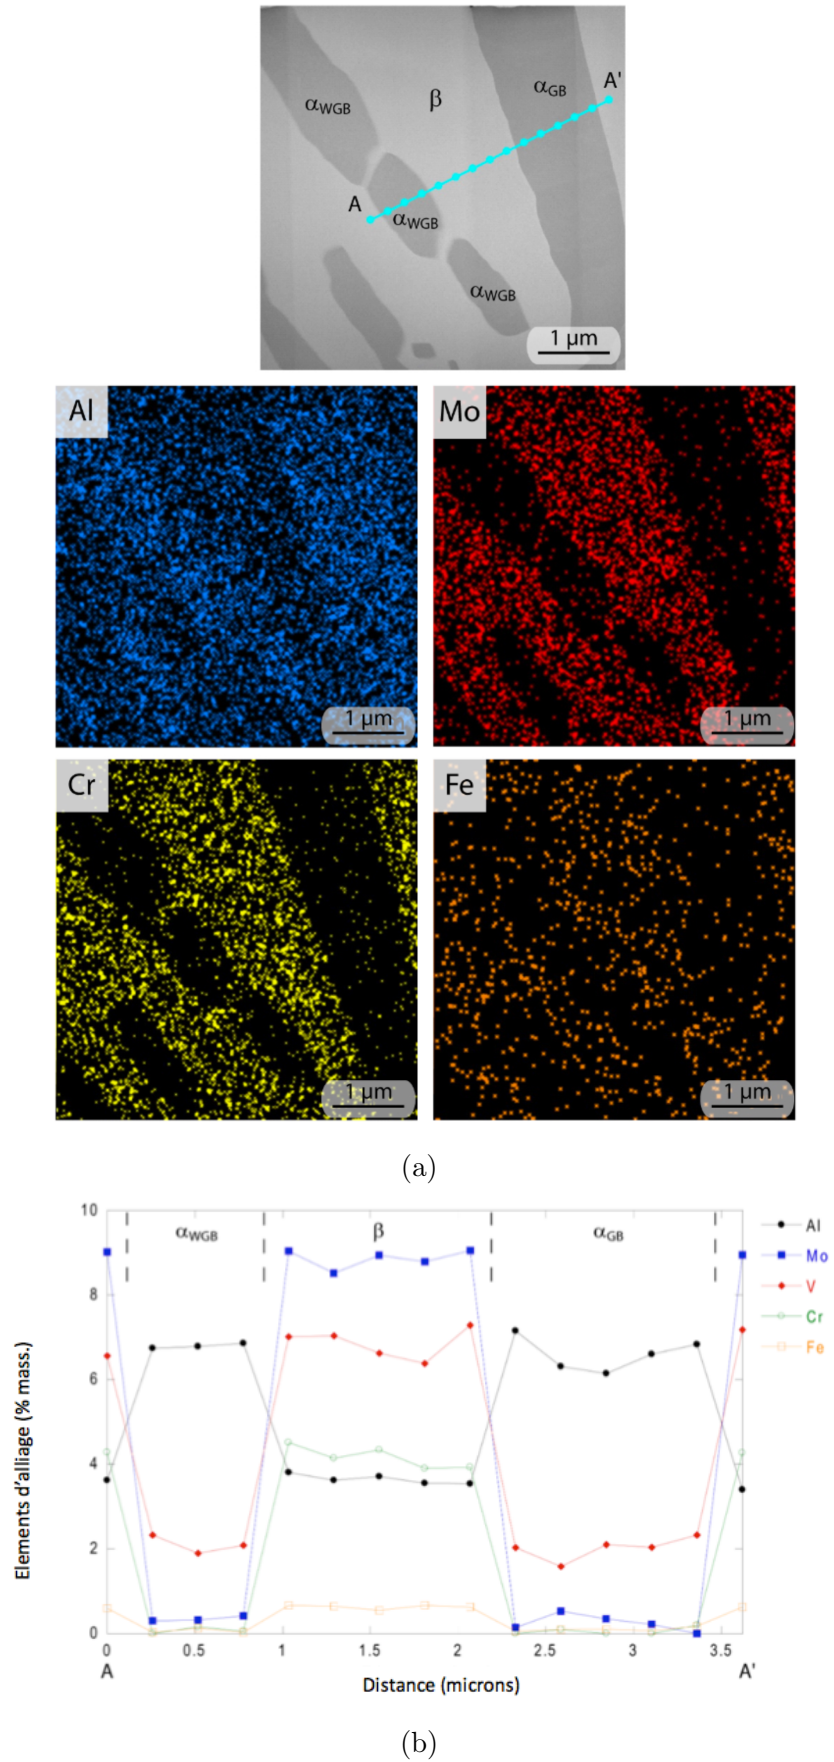 A'
α_GB
β
α_WGB
A
α_WGB
α_WGB
1 μm
Al
Mo
1 μm
1 μm
Cr
Fe
1 μm
1 μm
(a)
10
8
6
4
2
0
Elements d'alliage (% mass.)
α_WGB
β
α_GB
Al
Mo
V
Cr
Fe
0 0.5 1 1.5 2 2.5 3 3.5
A
A'
Distance (microns)
(b)